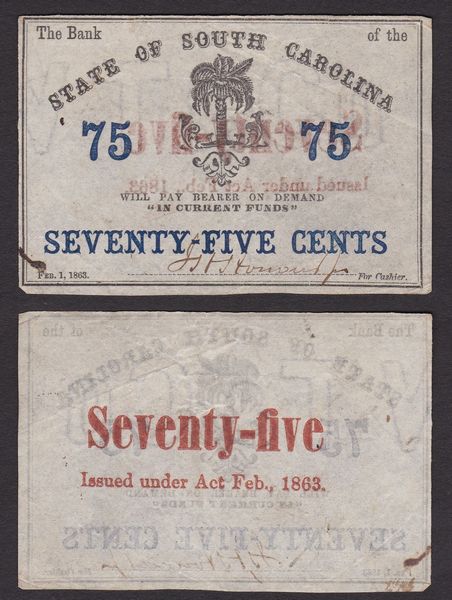 The Bank of the
STATE OF SOUTH CAROLINA
75 75
WILL PAY BEARER ON DEMAND
"IN CURRENT FUNDS"
SEVENTY-FIVE CENTS
FEB. 1, 1863. For Cashier.
Seventy-five
Issued under Act Feb., 1863.